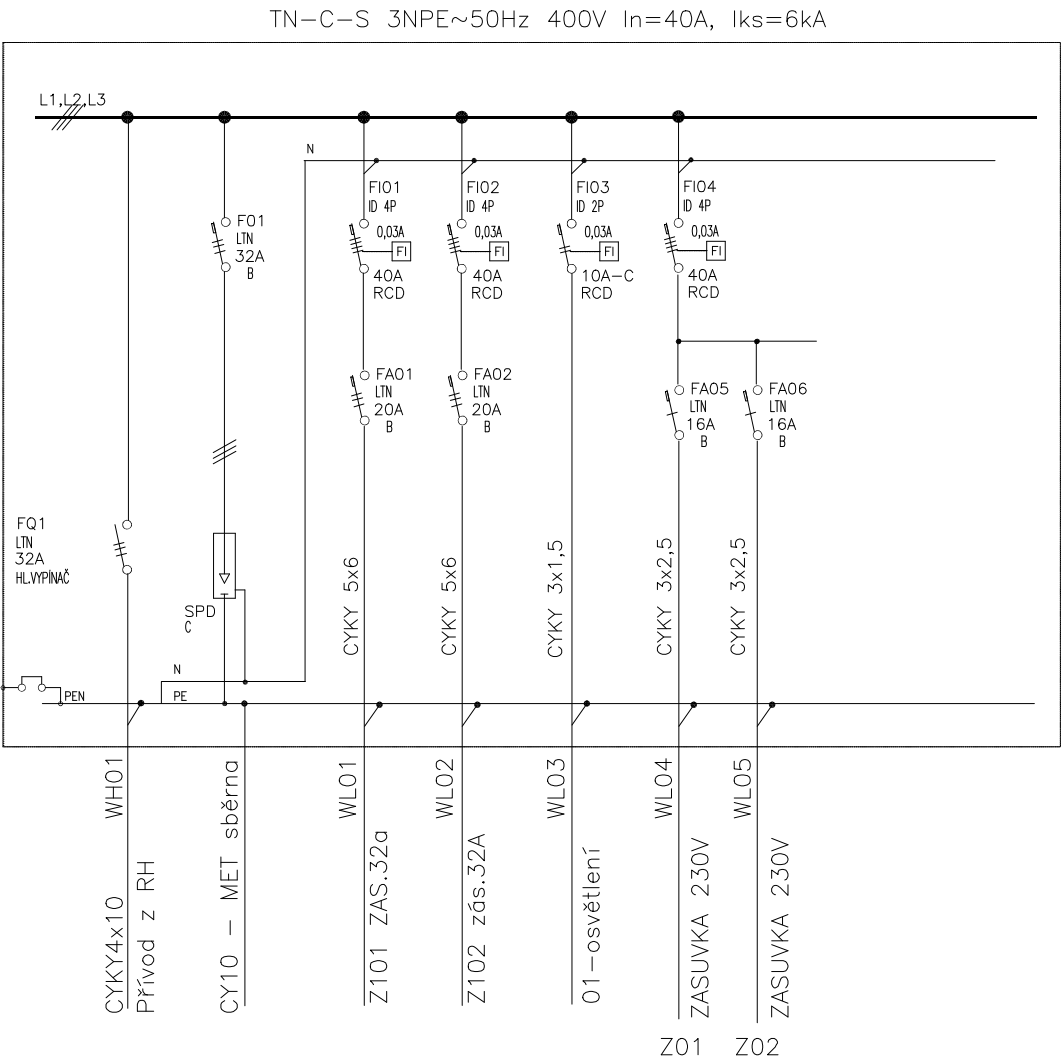 TN-C-S 3NPE~50Hz 400V In=40A, Iks=6kA
L1,L2,L3
N
F01
LTN
32A
B
FI01
ID 4P
0,03A
FI
40A
RCD
FI02
ID 4P
0,03A
FI
40A
RCD
FI03
ID 2P
0,03A
FI
10A-C
RCD
FI04
ID 4P
0,03A
FI
40A
RCD
FA01
LTN
20A
B
FA02
LTN
20A
B
FA05
LTN
16A
B
FA06
LTN
16A
B
FQ1
LTN
32A
HL.VYPÍNAČ
SPD
C
CYKY 5x6
CYKY 5x6
CYKY 3x1,5
CYKY 3x2,5
CYKY 3x2,5
N
PEN
PE
WH01
CYKY4x10
Přívod z RH
CY10 - MET sběrna
WL01
Z101 ZAS.32a
WL02
Z102 zás.32A
WL03
01-osvětlení
WL04
ZASUVKA 230V
WL05
ZASUVKA 230V
Z01
Z02